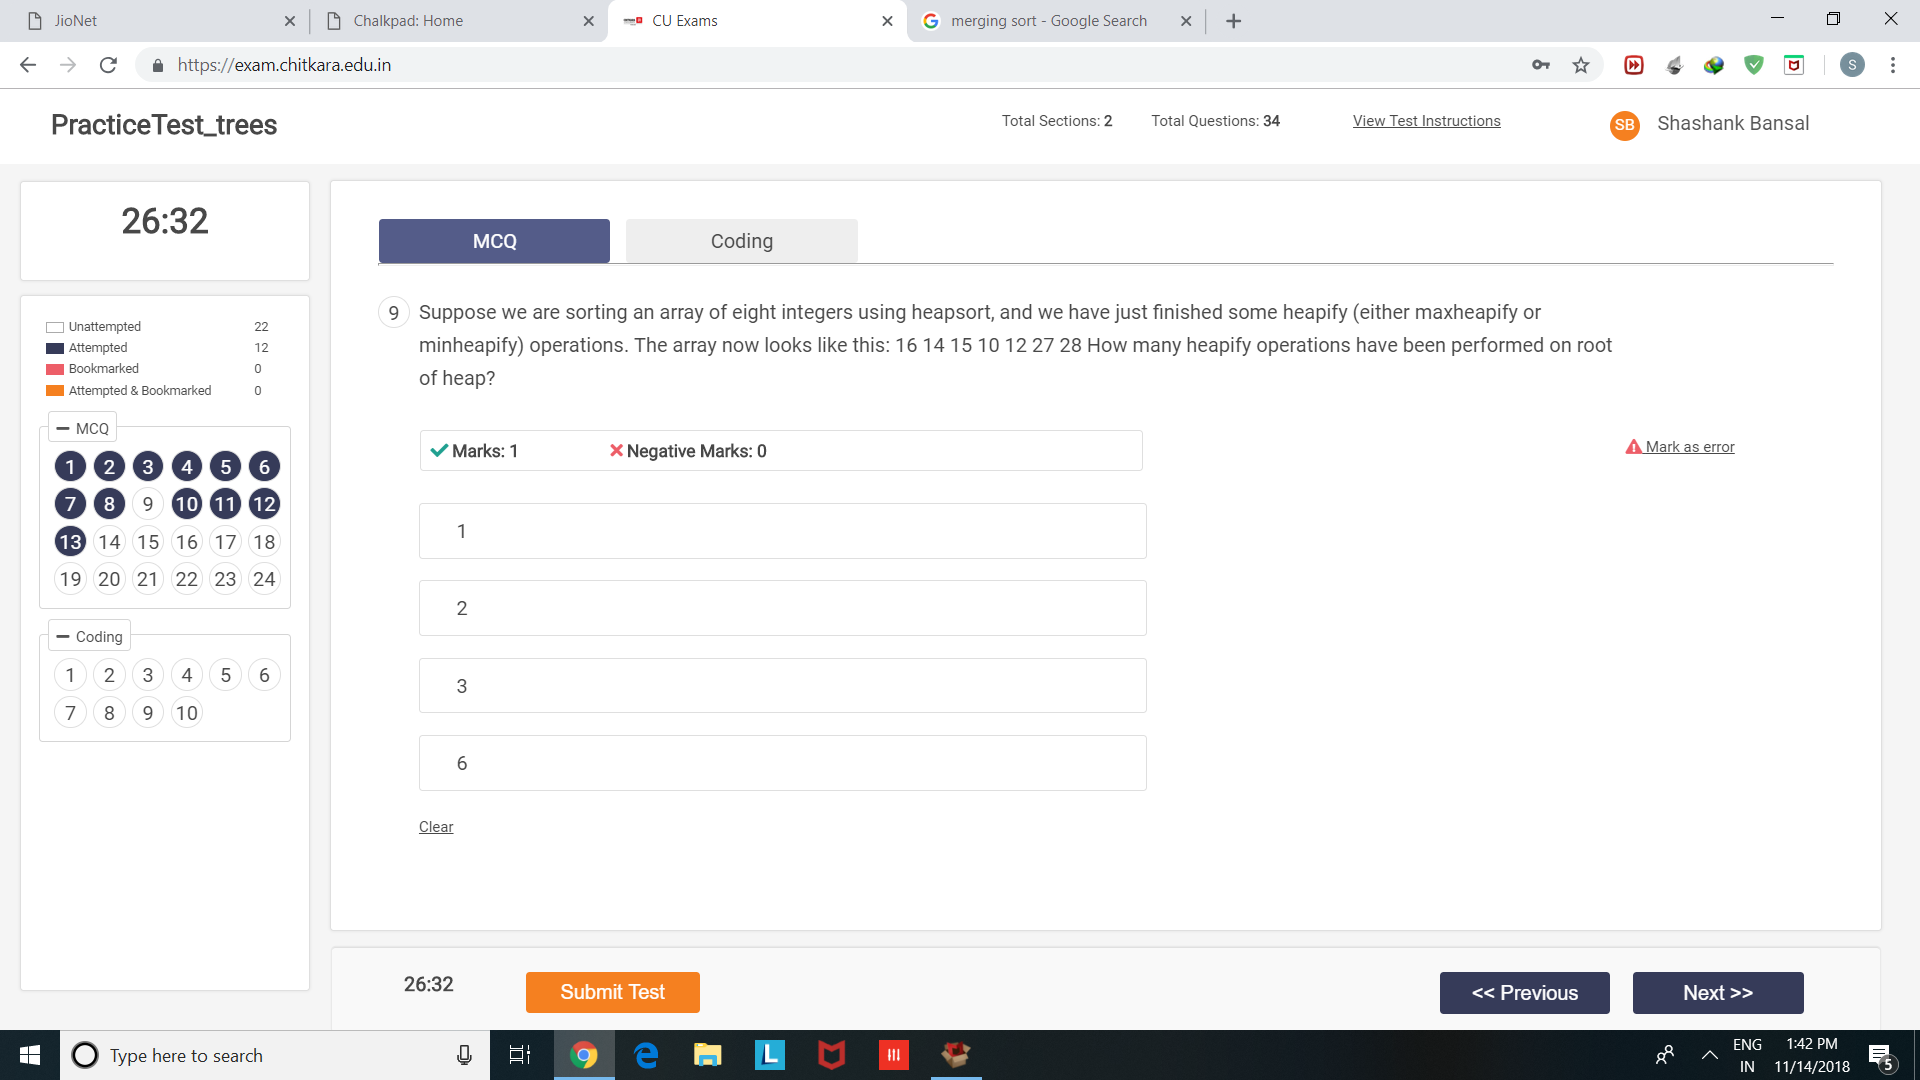 JioNet
Chalkpad: Home
CU Exams
merging sort - Google Search
https://exam.chitkara.edu.in
S
PracticeTest_trees
Total Sections: 2
Total Questions: 34
View Test Instructions
SB
Shashank Bansal
26:32
Unattempted 22
Attempted 12
Bookmarked 0
Attempted & Bookmarked 0
MCQ
1 2 3 4 5 6
7 8 9 10 11 12
13 14 15 16 17 18
19 20 21 22 23 24
Coding
1 2 3 4 5 6
7 8 9 10
MCQ
Coding
9 Suppose we are sorting an array of eight integers using heapsort, and we have just finished some heapify (either maxheapify or
minheapify) operations. The array now looks like this: 16 14 15 10 12 27 28 How many heapify operations have been performed on root
of heap?
Marks: 1
Negative Marks: 0
Mark as error
1
2
3
6
Clear
26:32
Submit Test
<< Previous
Next >>
Type here to search
L
ENG
IN
1:42 PM
11/14/2018
5